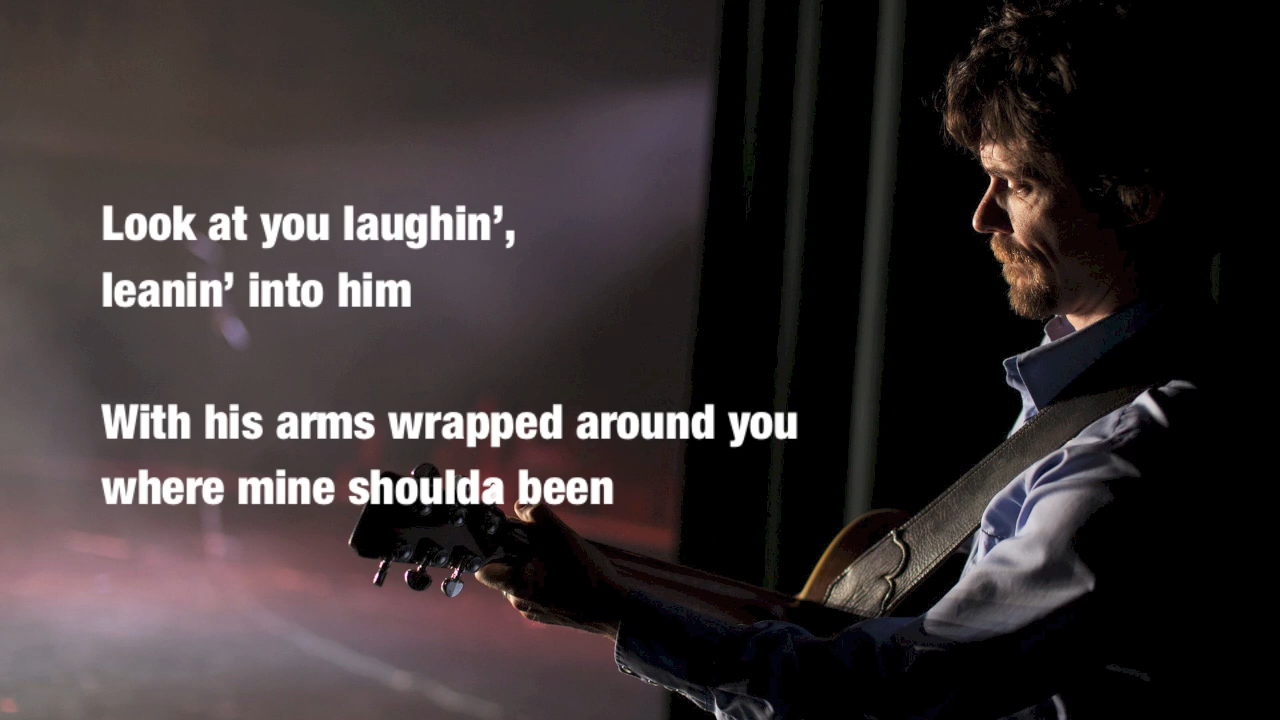 Look at you laughin’,
leanin’ into him
With his arms wrapped around you
where mine shoulda been